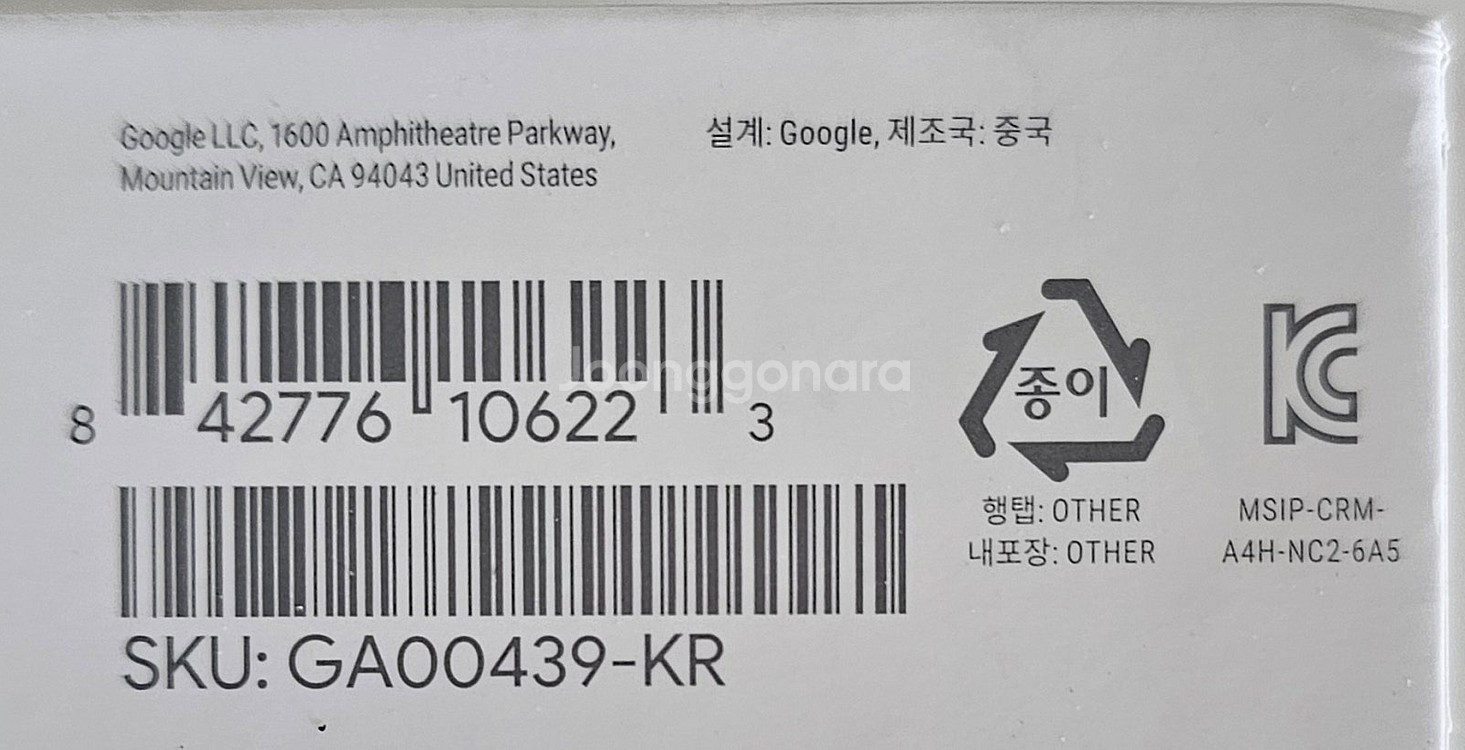 Google LLC, 1600 Amphitheatre Parkway,
Mountain View, CA 94043 United States
설계: Google, 제조국: 중국
8 42776 10622 3
Joonggonara
종이
행탭: OTHER
내포장: OTHER
KC
MSIP-CRM-
A4H-NC2-6A5
SKU: GA00439-KR